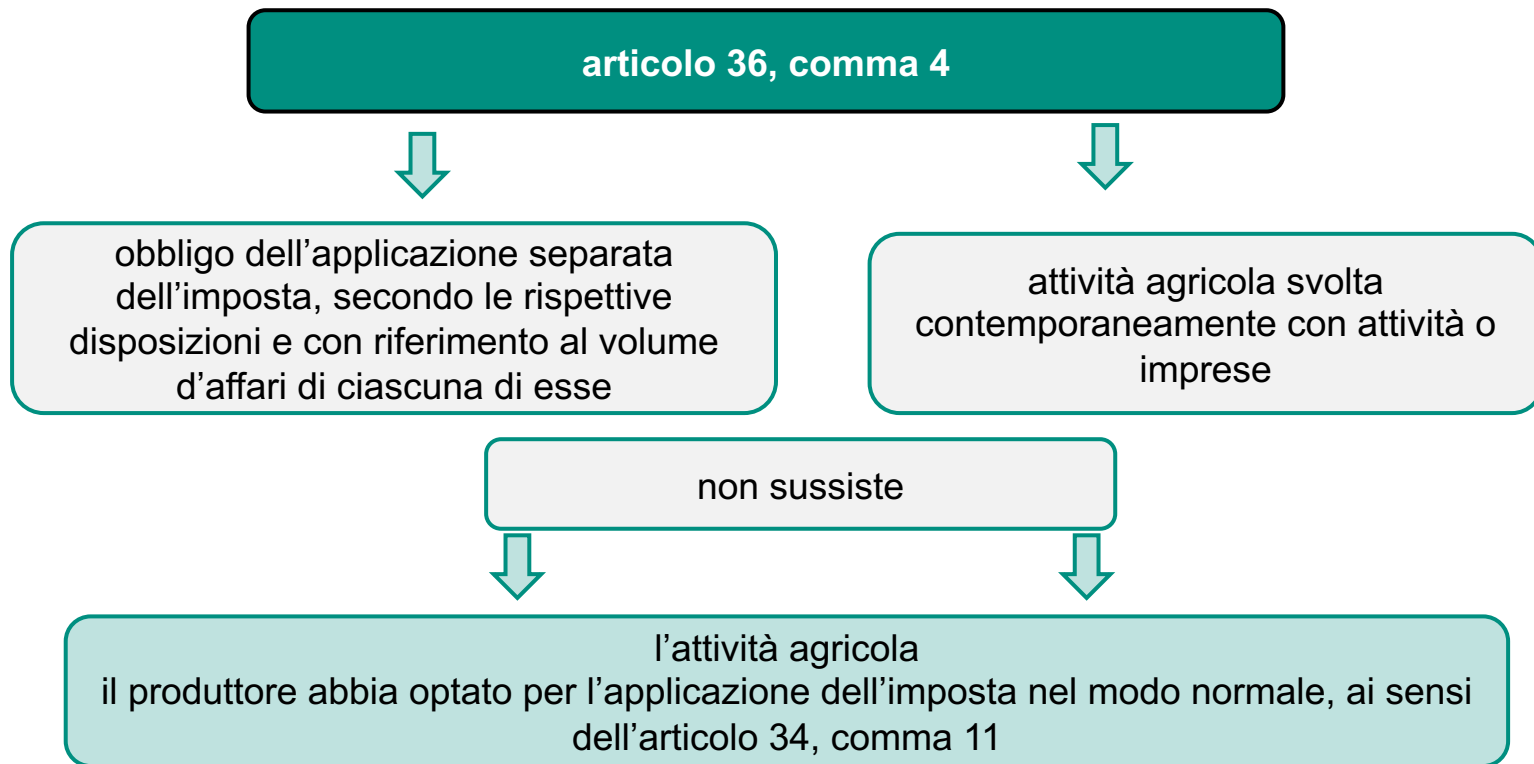 articolo 36, comma 4
obbligo dell’applicazione separata
dell’imposta, secondo le rispettive
disposizioni e con riferimento al volume
d’affari di ciascuna di esse
attività agricola svolta
contemporaneamente con attività o
imprese
non sussiste
l’attività agricola
il produttore abbia optato per l’applicazione dell’imposta nel modo normale, ai sensi
dell’articolo 34, comma 11